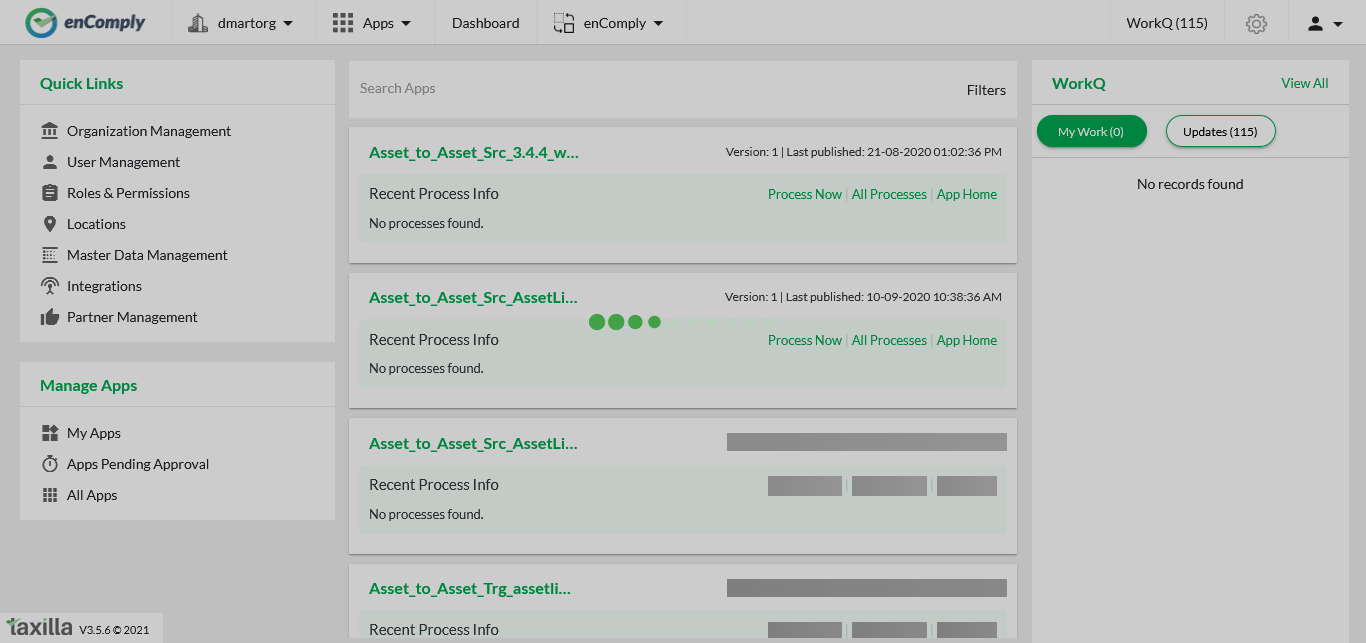 enComply
dmartorg
Apps
Dashboard
enComply
WorkQ (115)
Quick Links
Organization Management
User Management
Roles & Permissions
Locations
Master Data Management
Integrations
Partner Management
Manage Apps
My Apps
Apps Pending Approval
All Apps
Search Apps
Filters
Asset_to_Asset_Src_3.4.4_w...
Version: 1 | Last published: 21-08-2020 01:02:36 PM
Recent Process Info
Process Now | All Processes | App Home
No processes found.
Asset_to_Asset_Src_AssetLi...
Version: 1 | Last published: 10-09-2020 10:38:36 AM
Recent Process Info
Process Now | All Processes | App Home
No processes found.
Asset_to_Asset_Src_AssetLi...
Recent Process Info
No processes found.
Asset_to_Asset_Trg_assetli...
Recent Process Info
WorkQ
View All
My Work (0)
Updates (115)
No records found
taxilla V3.5.6 © 2021